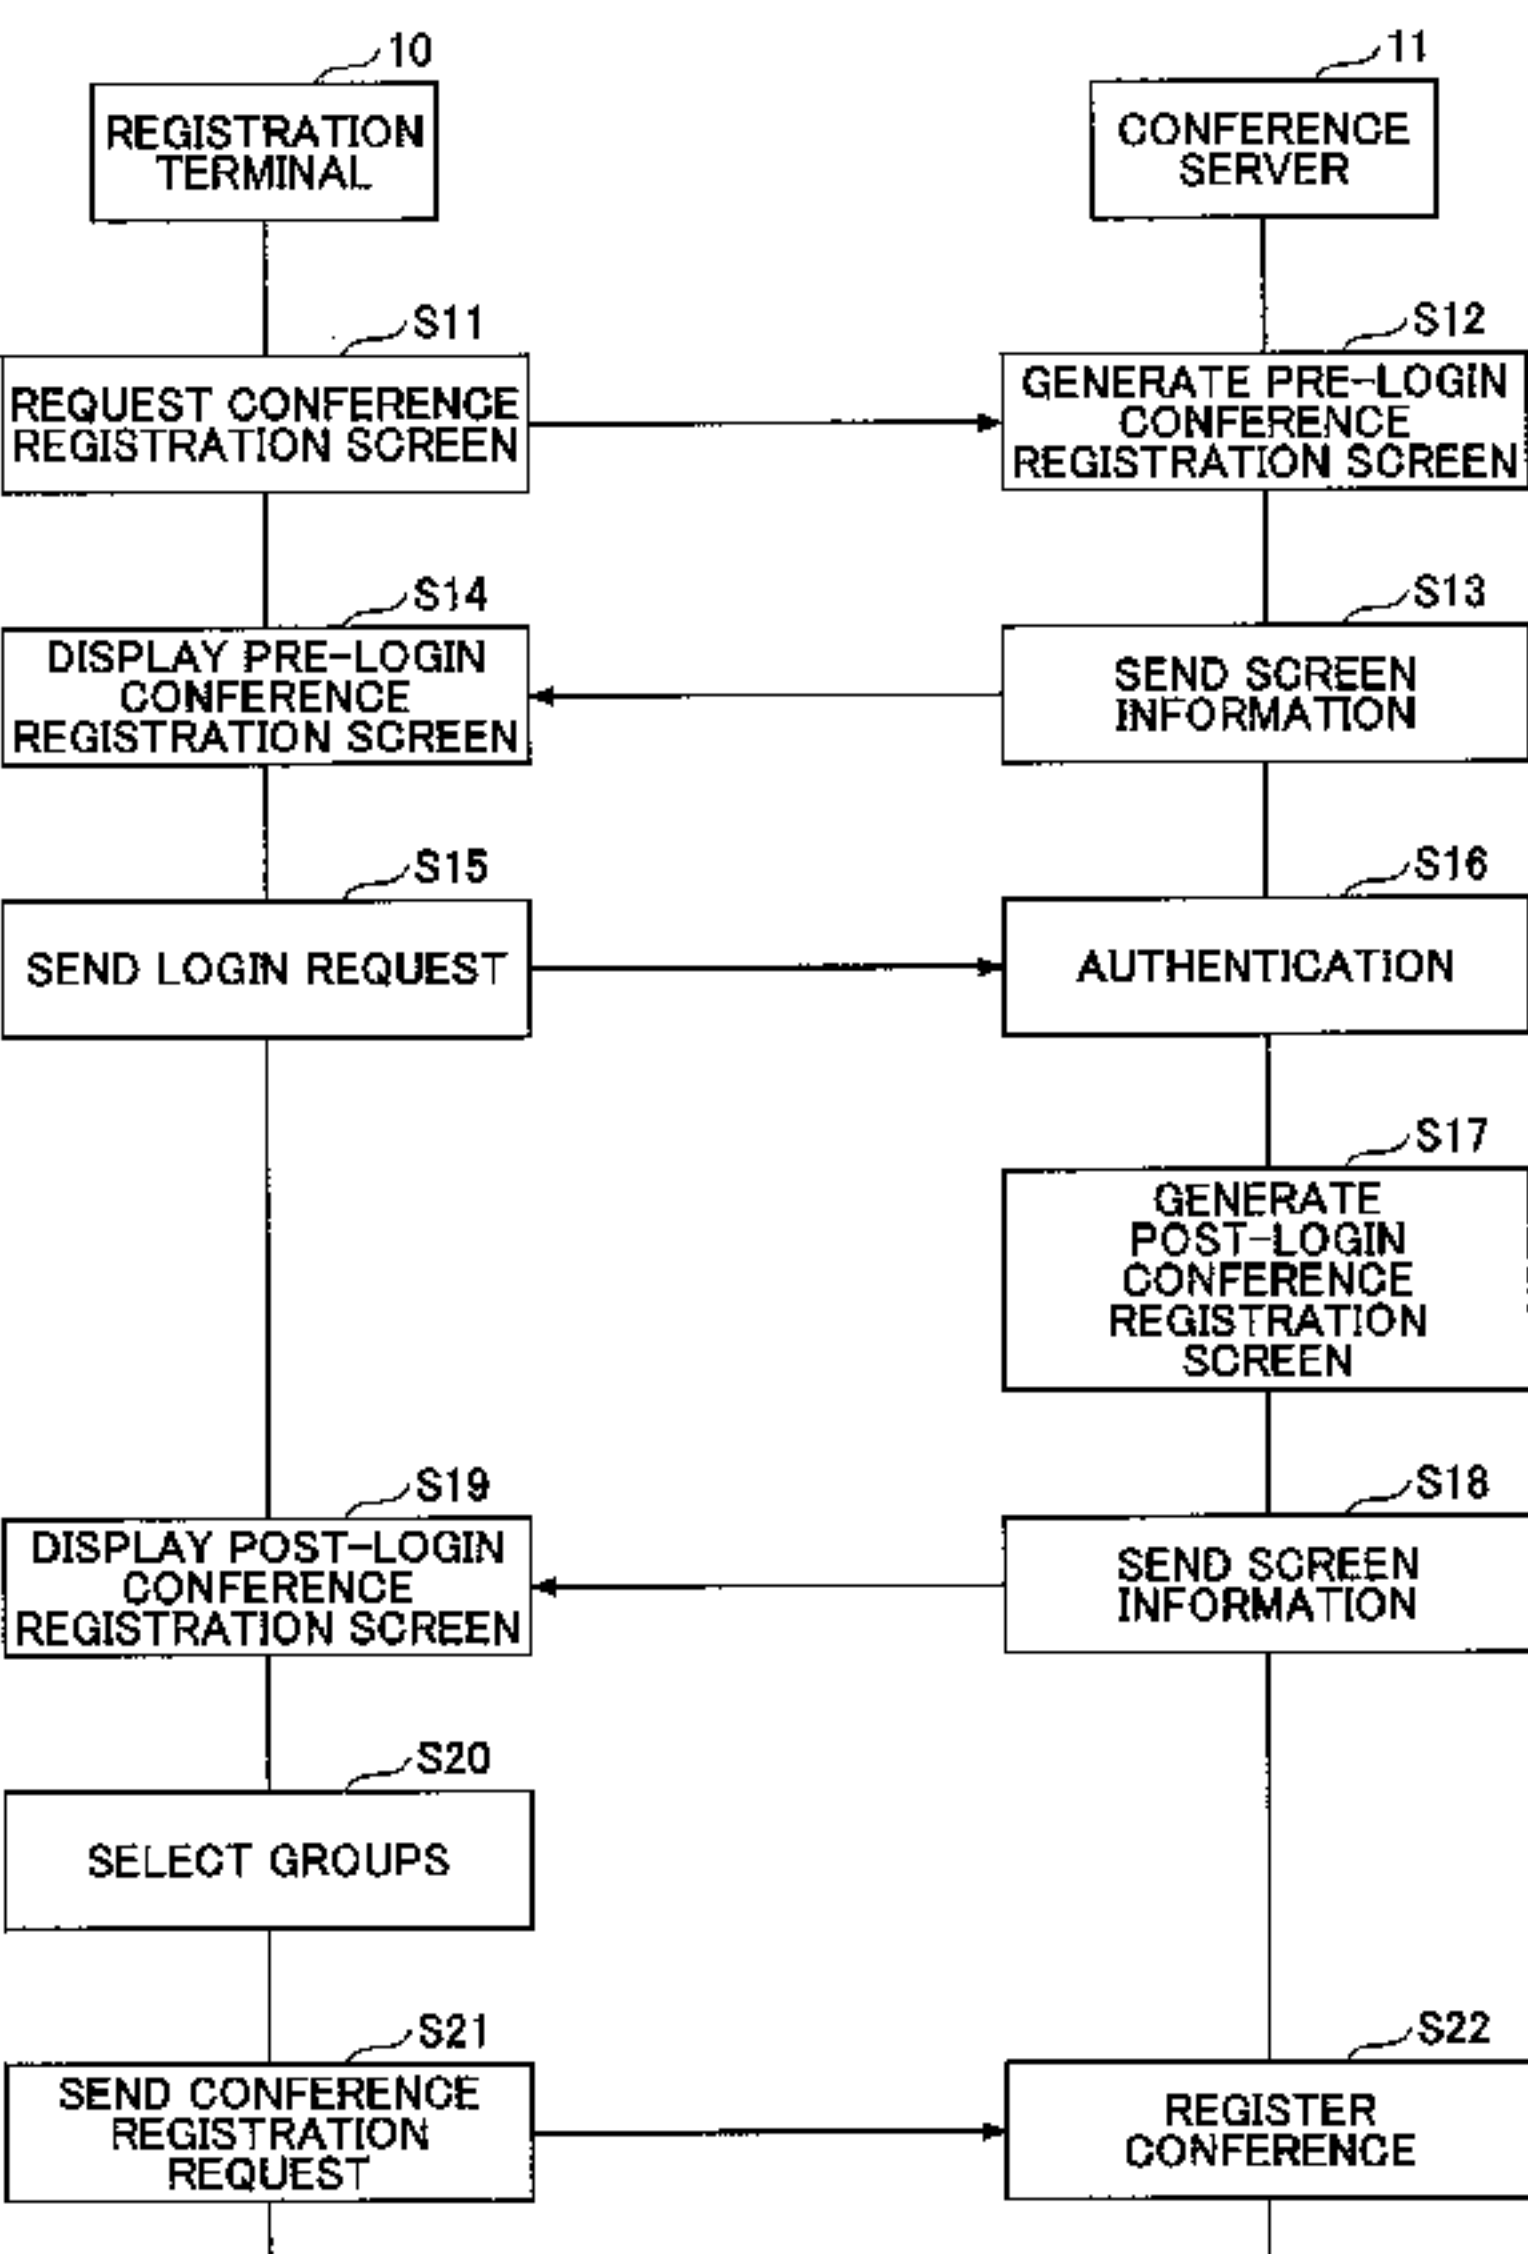 10
REGISTRATION
TERMINAL
11
CONFERENCE
SERVER
S11
REQUEST CONFERENCE
REGISTRATION SCREEN
S12
GENERATE PRE-LOGIN
CONFERENCE
REGISTRATION SCREEN
S14
DISPLAY PRE-LOGIN
CONFERENCE
REGISTRATION SCREEN
S13
SEND SCREEN
INFORMATION
S15
SEND LOGIN REQUEST
S16
AUTHENTICATION
S17
GENERATE
POST-LOGIN
CONFERENCE
REGISTRATION
SCREEN
S19
DISPLAY POST-LOGIN
CONFERENCE
REGISTRATION SCREEN
S18
SEND SCREEN
INFORMATION
S20
SELECT GROUPS
S21
SEND CONFERENCE
REGISTRATION
REQUEST
S22
REGISTER
CONFERENCE